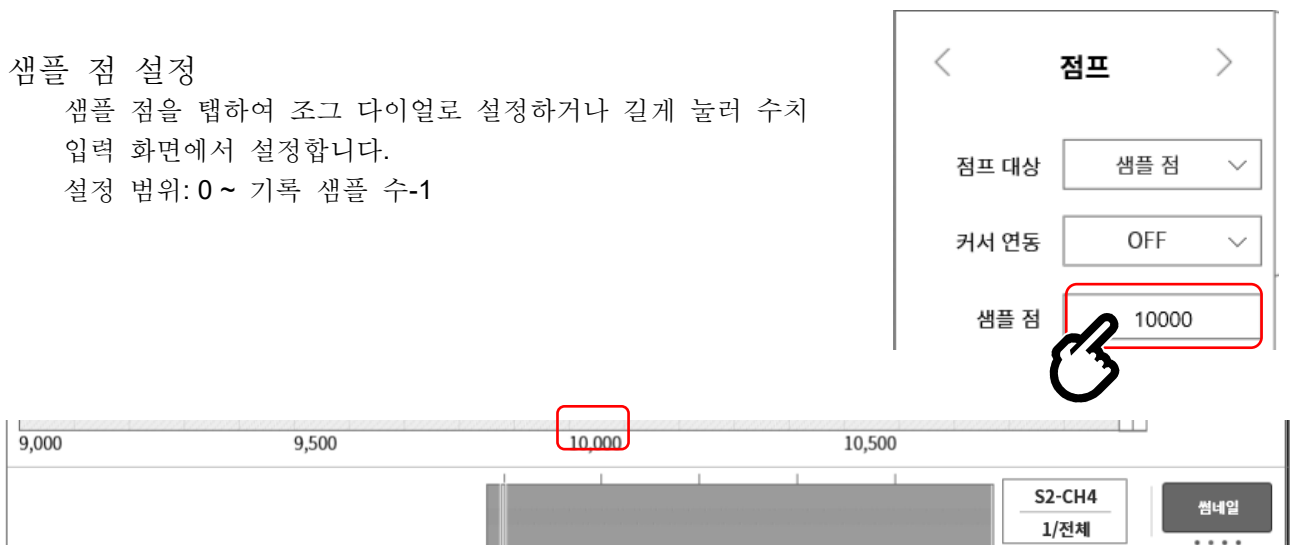 샘플 점 설정
샘플 점을 탭하여 조그 다이얼로 설정하거나 길게 눌러 수치
입력 화면에서 설정합니다.
설정 범위: 0 ~ 기록 샘플 수-1
점프
점프 대상 샘플 점
커서 연동 OFF
샘플 점 10000
9,000 9,500 10,000 10,500
S2-CH4
1/전체
썸네일